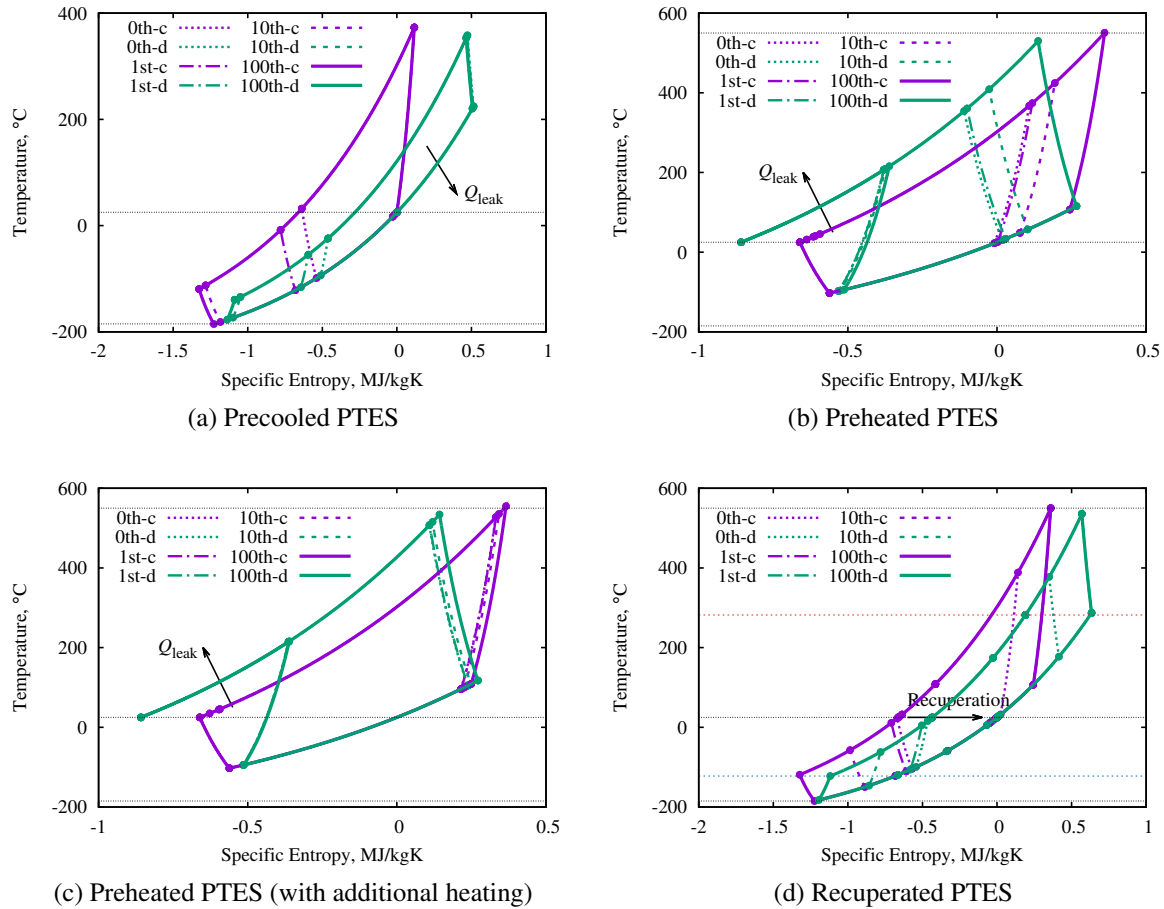 600
400
200
0
-200
-2
-1.5
-1
-0.5
0
0.5
1
Temperature, °C
Specific Entropy, MJ/kgK
0th-c
0th-d
1st-c
1st-d
10th-c
10th-d
100th-c
100th-d
Qleak
(a) Precooled PTES
600
400
200
0
-200
-1
-0.5
0
0.5
Temperature, °C
Specific Entropy, MJ/kgK
0th-c
0th-d
1st-c
1st-d
10th-c
10th-d
100th-c
100th-d
Qleak
(b) Preheated PTES
600
400
200
0
-200
-1
-0.5
0
0.5
Temperature, °C
Specific Entropy, MJ/kgK
0th-c
0th-d
1st-c
1st-d
10th-c
10th-d
100th-c
100th-d
Qleak
(c) Preheated PTES (with additional heating)
600
400
200
0
-200
-2
-1.5
-1
-0.5
0
0.5
1
Temperature, °C
Specific Entropy, MJ/kgK
0th-c
0th-d
1st-c
1st-d
10th-c
10th-d
100th-c
100th-d
Recuperation
(d) Recuperated PTES